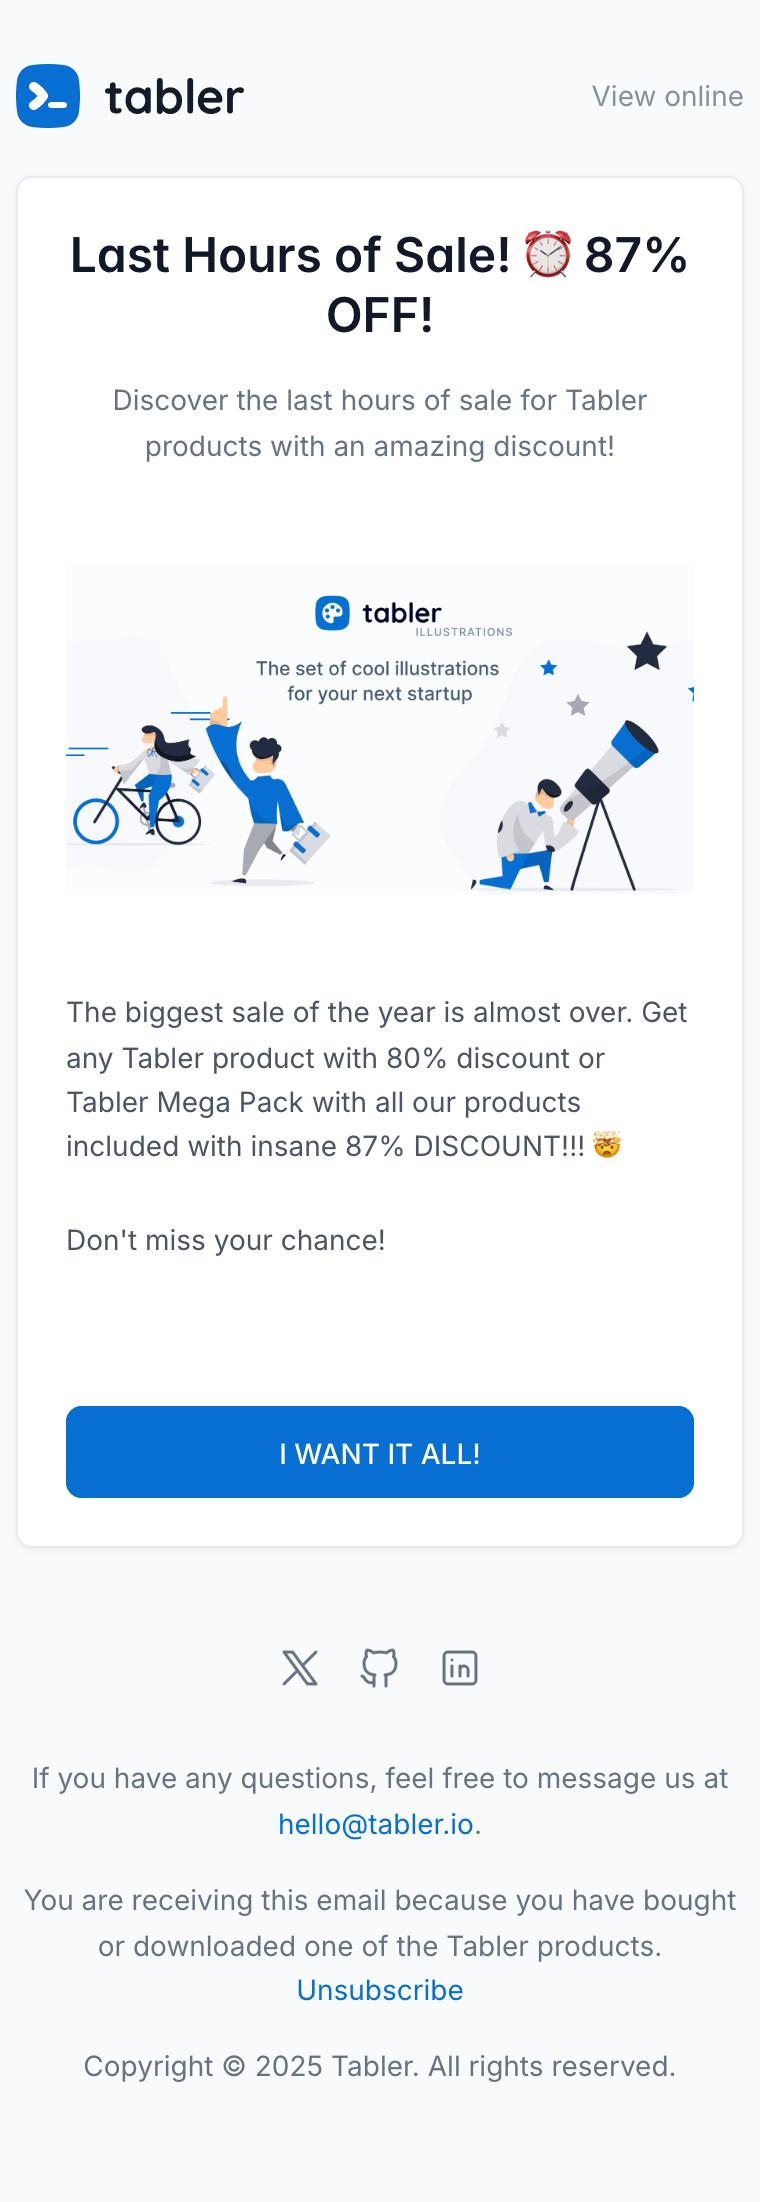 tabler
View online
Last Hours of Sale! ⏰ 87%
OFF!
Discover the last hours of sale for Tabler
products with an amazing discount!
tabler
ILLUSTRATIONS
The set of cool illustrations
for your next startup
The biggest sale of the year is almost over. Get
any Tabler product with 80% discount or
Tabler Mega Pack with all our products
included with insane 87% DISCOUNT!!! 🤯
Don't miss your chance!
I WANT IT ALL!
If you have any questions, feel free to message us at
hello@tabler.io.
You are receiving this email because you have bought
or downloaded one of the Tabler products.
Unsubscribe
Copyright © 2025 Tabler. All rights reserved.